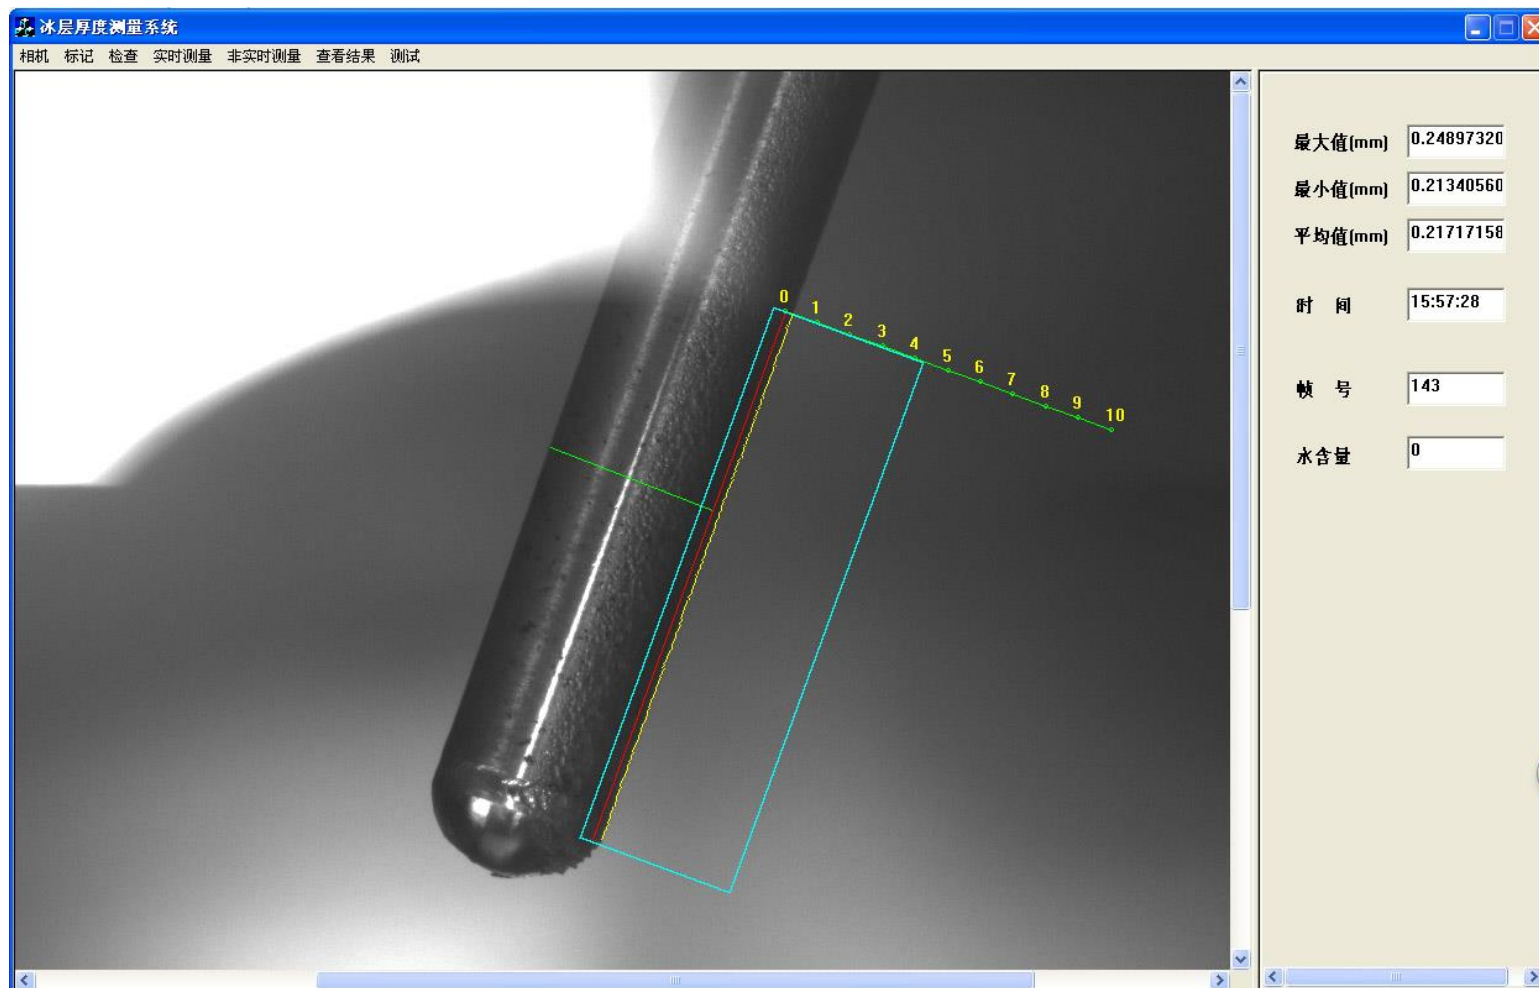 冰层厚度测量系统
相机 标记 检查 实时测量 非实时测量 查看结果 测试
0 1 2 3 4 5 6 7 8 9 10
最大值(mm) 0.24897320
最小值(mm) 0.21340560
平均值(mm) 0.21717158
时 间 15:57:28
帧 号 143
水含量 0